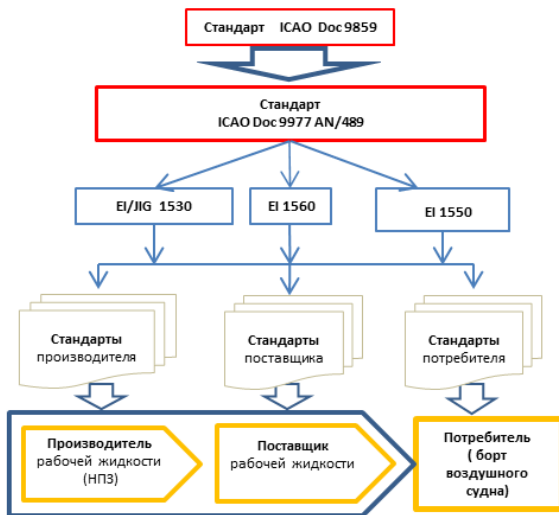 Стандарт ICAO Doc 9859
Стандарт
ICAO Doc 9977 AN/489
EI/JIG 1530
EI 1560
EI 1550
Стандарты
производителя
Стандарты
поставщика
Стандарты
потребителя
Производитель
рабочей жидкости
(НПЗ)
Поставщик
рабочей жидкости
Потребитель
( борт
воздушного
судна)